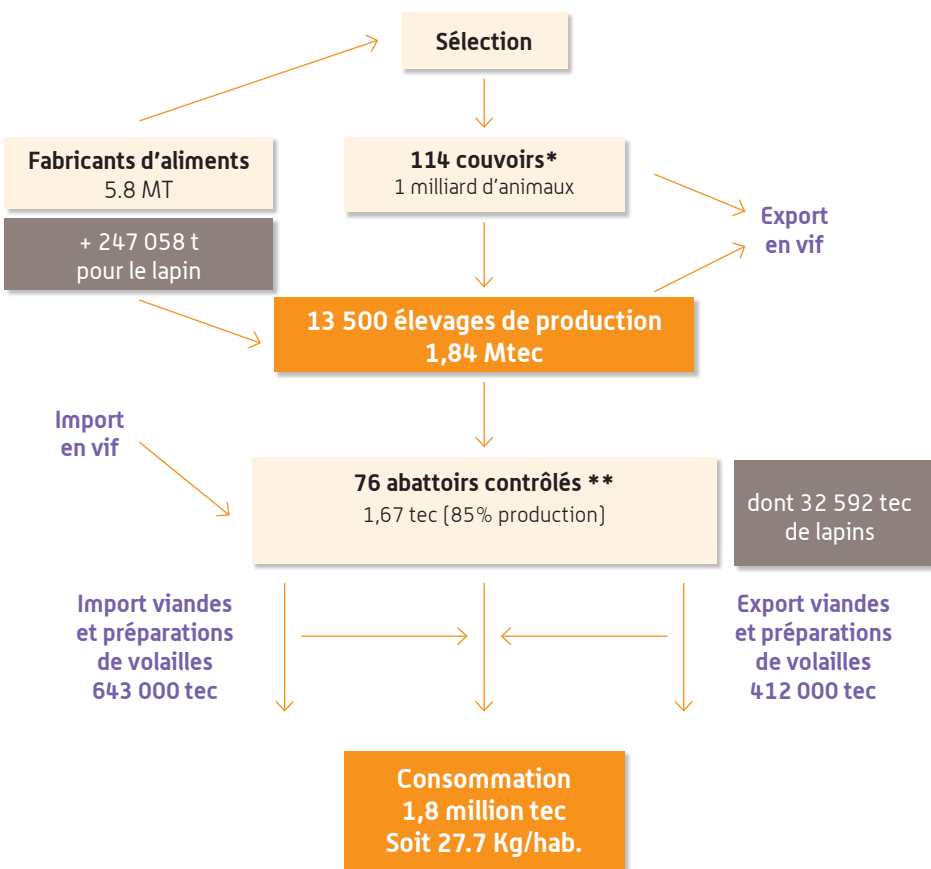 Sélection
Fabricants d'aliments
5.8 MT
+ 247 058 t
pour le lapin
114 couvoirs*
1 milliard d'animaux
Export
en vif
13 500 élevages de production
1,84 Mtec
Import
en vif
76 abattoirs contrôlés **
1,67 tec (85% production)
dont 32 592 tec
de lapins
Import viandes
et préparations
de volailles
643 000 tec
Export viandes
et préparations
de volailles
412 000 tec
Consommation
1,8 million tec
Soit 27.7 Kg/hab.